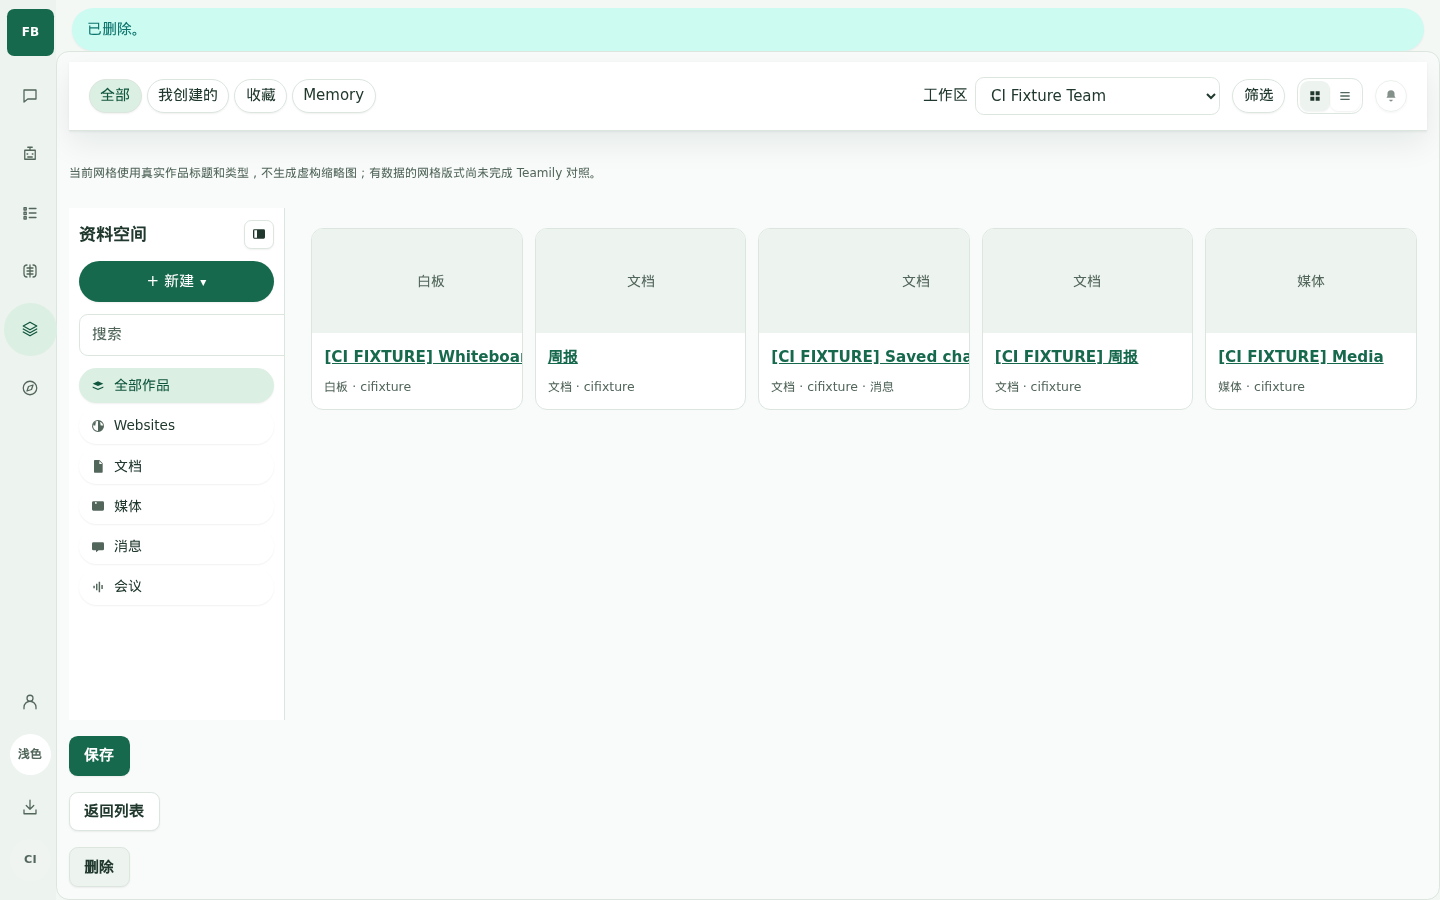 FB
已删除。
全部
我创建的
收藏
Memory
工作区
CI Fixture Team
筛选
当前网格使用真实作品标题和类型，不生成虚构缩略图；有数据的网格版式尚未完成 Teamily 对照。
资料空间
+ 新建 ▾
搜索
全部作品
Websites
文档
媒体
消息
会议
白板
[CI FIXTURE] Whiteboar
白板 · cifixture
文档
周报
文档 · cifixture
文档
[CI FIXTURE] Saved cha
文档 · cifixture · 消息
文档
[CI FIXTURE] 周报
文档 · cifixture
媒体
[CI FIXTURE] Media
媒体 · cifixture
浅色
CI
保存
返回列表
删除